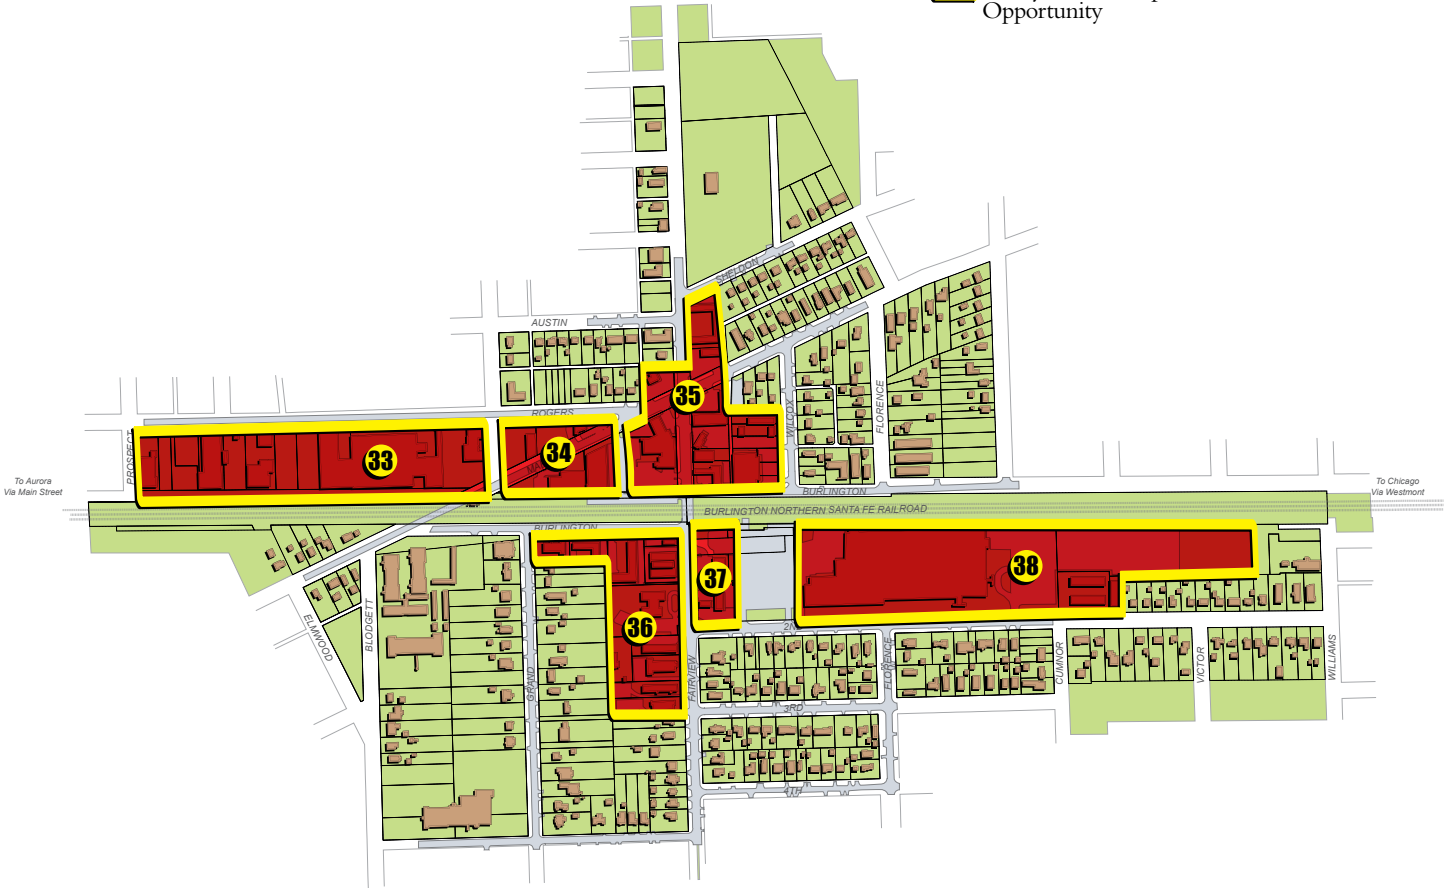 Opportunity
SHELDON
AUSTIN
ROGERS
35
WILCOX
FLORENCE
PROSPECT
33
34
To Aurora
Via Main Street
To Chicago
Via Westmont
BURLINGTON
BURLINGTON NORTHERN SANTA FE RAILROAD
BURLINGTON
37
38
36
ELMWOOD
BLODGETT
GRAND
FAIRVIEW
FLORENCE
CUMNOR
VICTOR
WILLIAMS
3RD
4TH